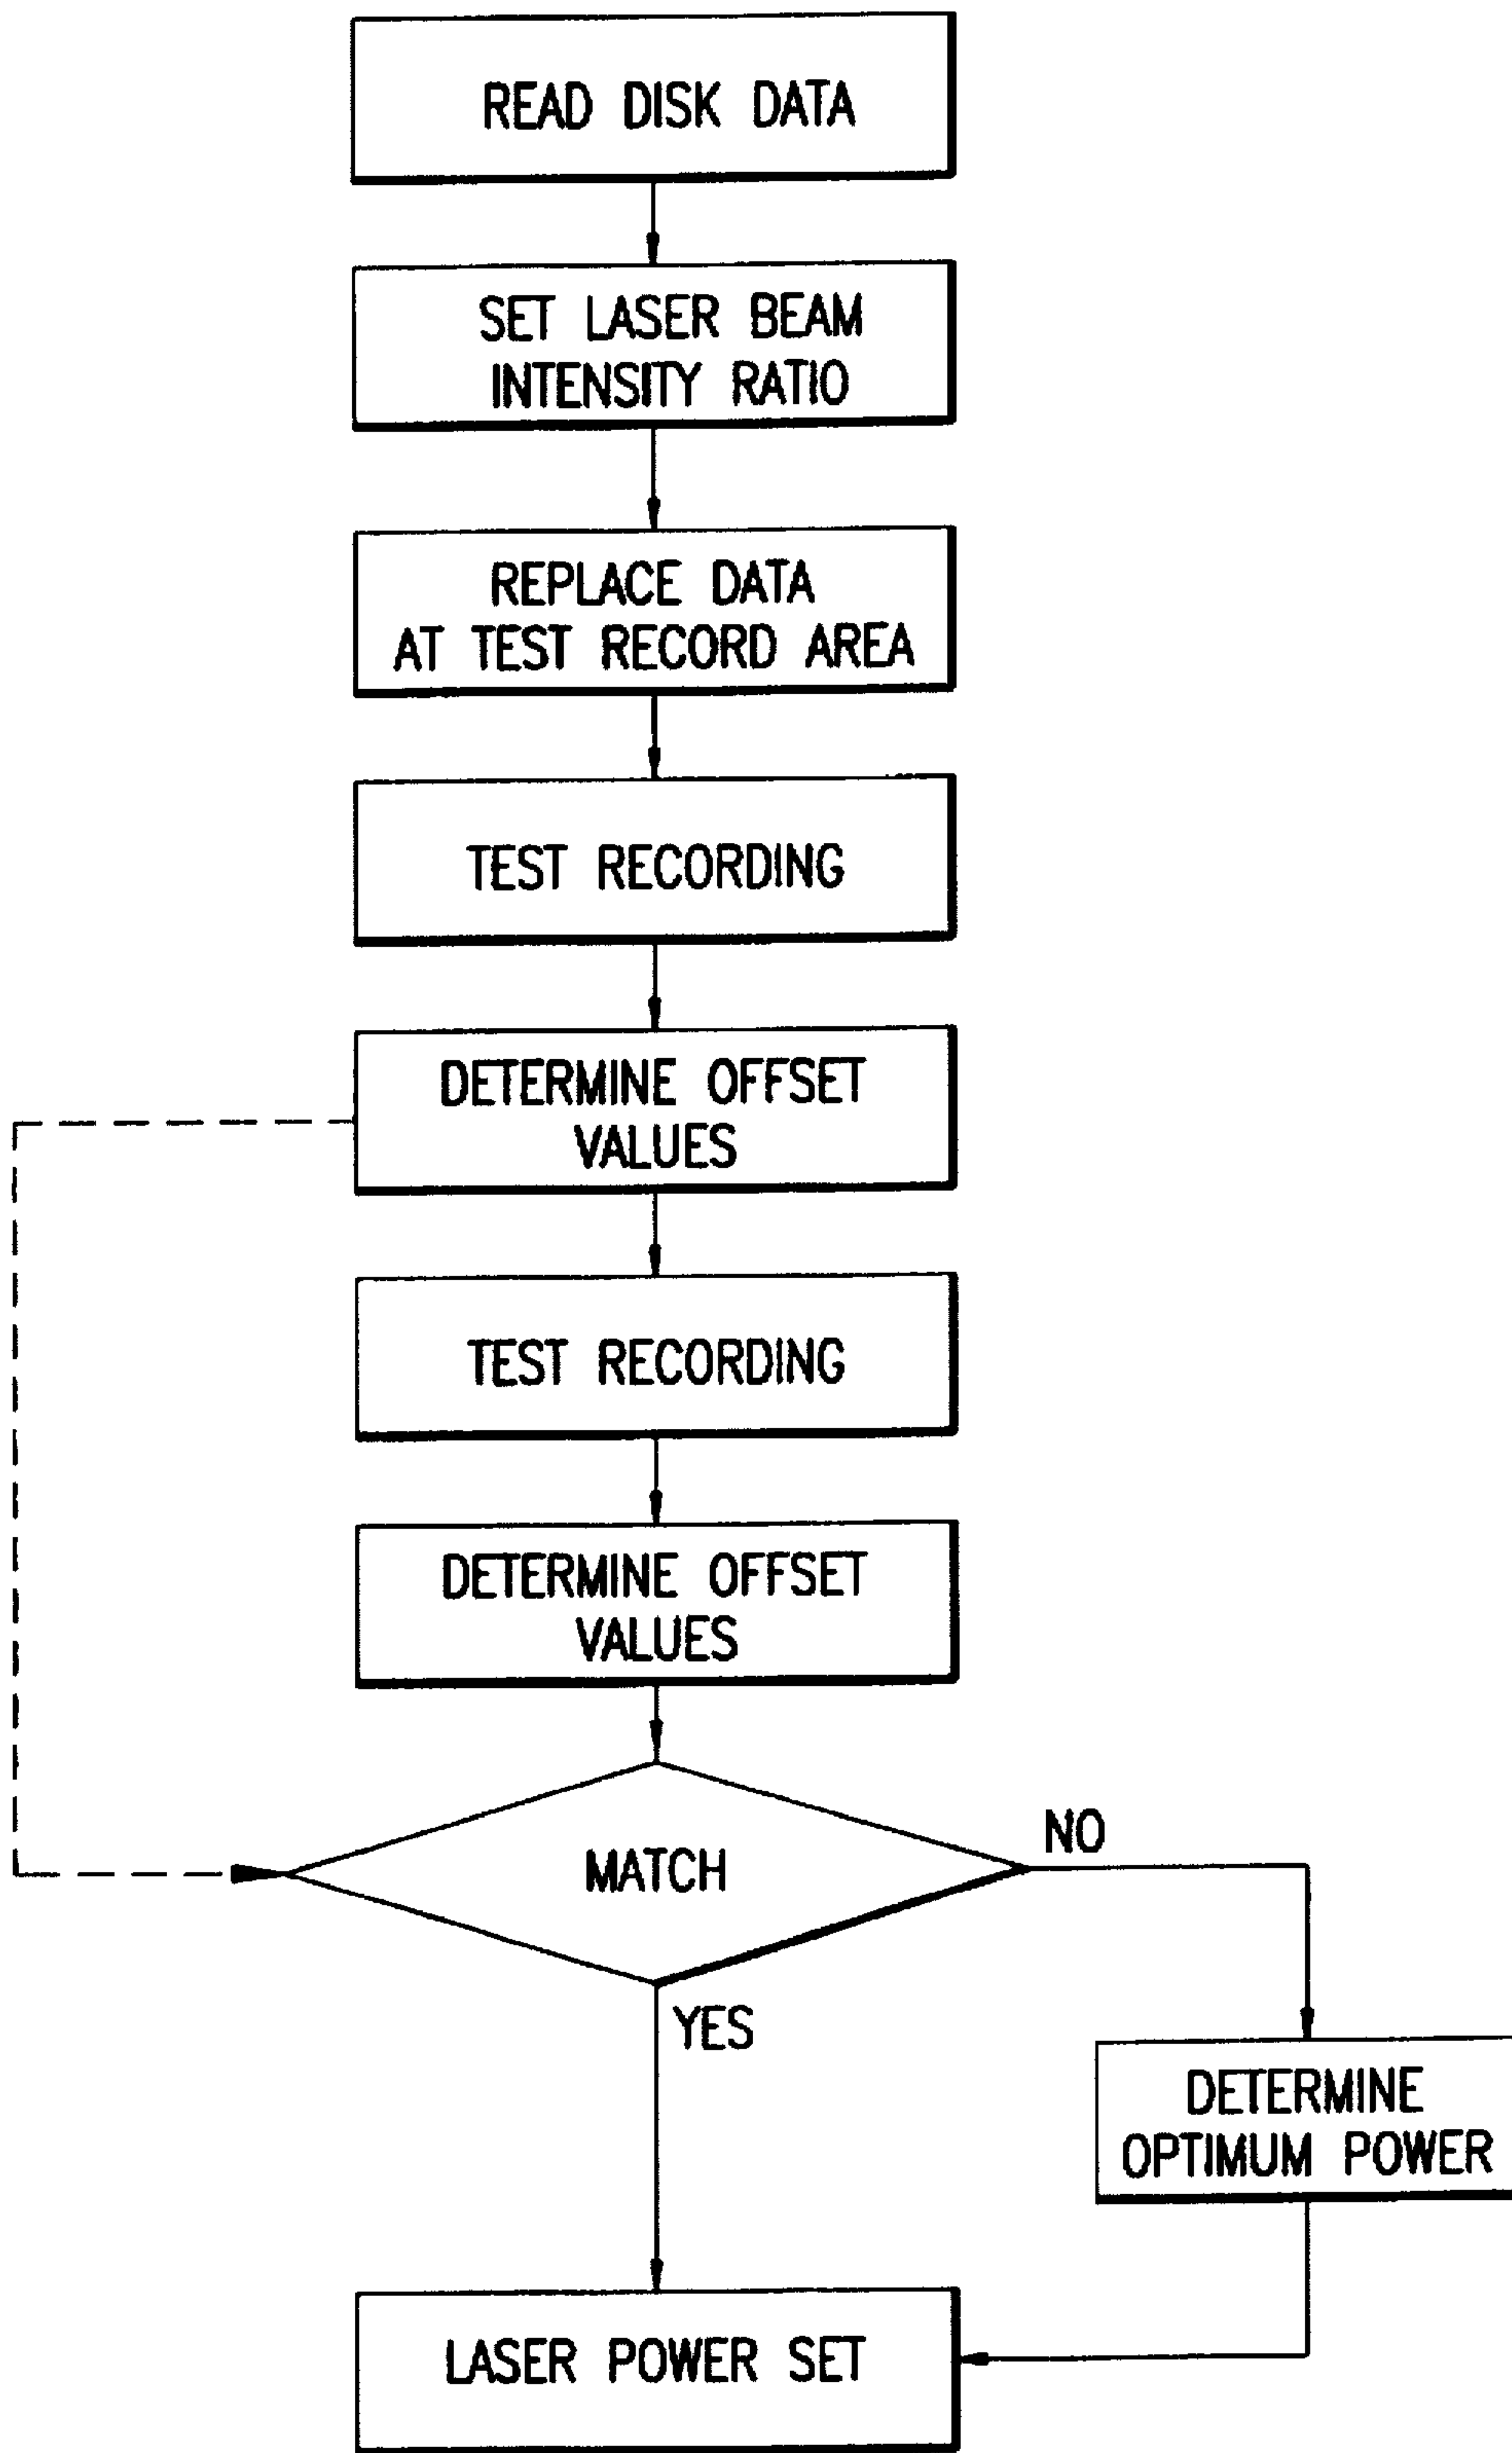 READ DISK DATA
SET LASER BEAM
INTENSITY RATIO
REPLACE DATA
AT TEST RECORD AREA
TEST RECORDING
DETERMINE OFFSET
VALUES
TEST RECORDING
DETERMINE OFFSET
VALUES
MATCH
NO
YES
DETERMINE
OPTIMUM POWER
LASER POWER SET